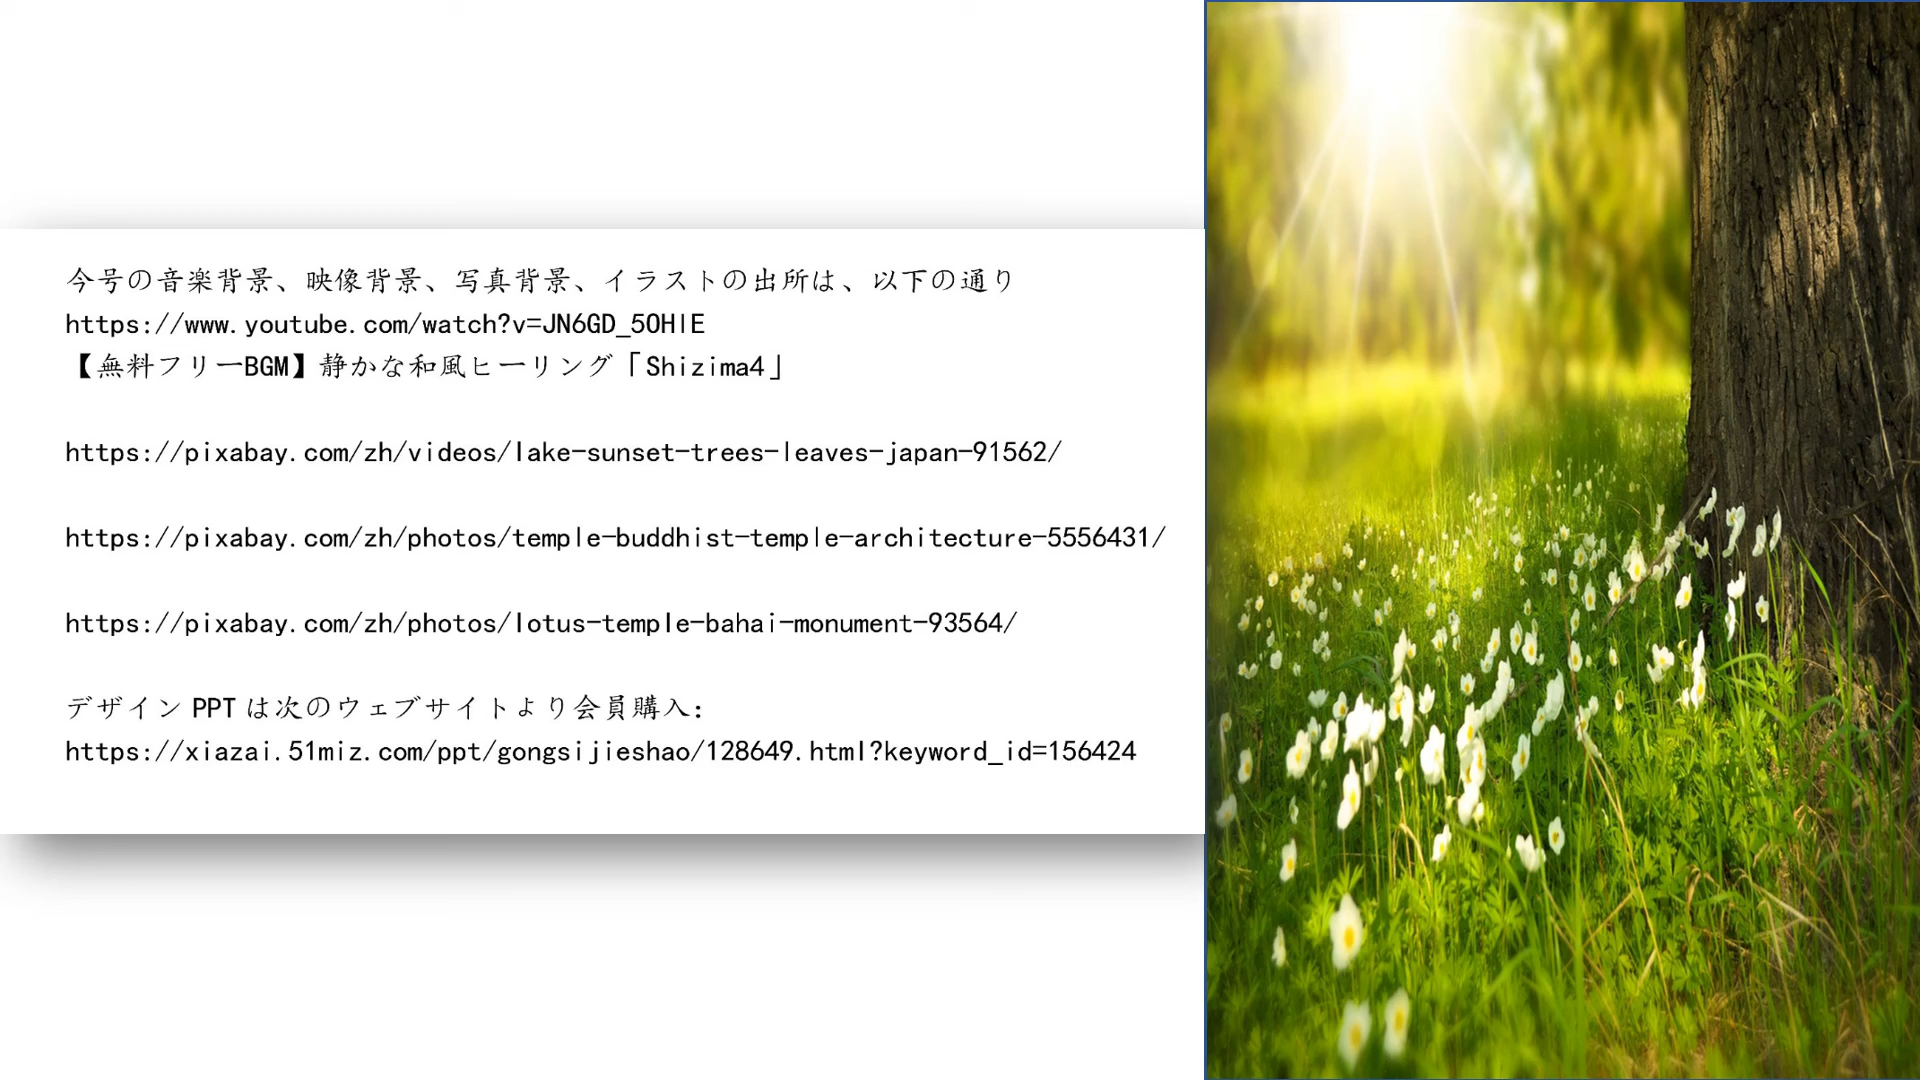 今号の音楽背景、映像背景、写真背景、イラストの出所は、以下の通り
https://www.youtube.com/watch?v=JN6GD_5OHlE
【無料フリーBGM】静かな和風ヒーリング「Shizima4」
https://pixabay.com/zh/videos/lake-sunset-trees-leaves-japan-91562/
https://pixabay.com/zh/photos/temple-buddhist-temple-architecture-5556431/
https://pixabay.com/zh/photos/lotus-temple-bahai-monument-93564/
デザイン PPT は次のウェブサイトより会員購入:
https://xiazai.51miz.com/ppt/gongsijieshao/128649.html?keyword_id=156424